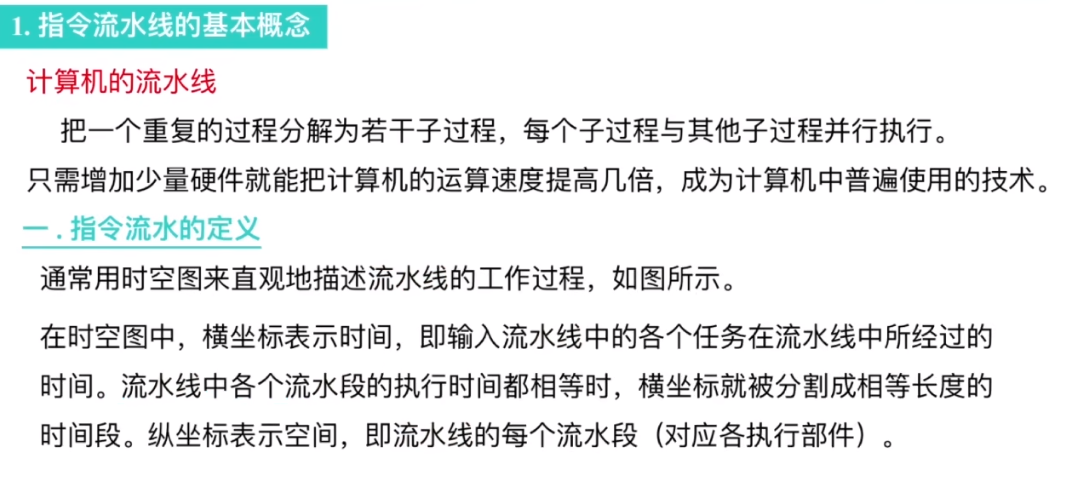 1. 指令流水线的基本概念
计算机的流水线
把一个重复的过程分解为若干子过程，每个子过程与其他子过程并行执行。
只需增加少量硬件就能把计算机的运算速度提高几倍，成为计算机中普遍使用的技术。
一 . 指令流水的定义
通常用时空图来直观地描述流水线的工作过程，如图所示。
在时空图中，横坐标表示时间，即输入流水线中的各个任务在流水线中所经过的
时间。流水线中各个流水段的执行时间都相等时，横坐标就被分割成相等长度的
时间段。纵坐标表示空间，即流水线的每个流水段（对应各执行部件）。